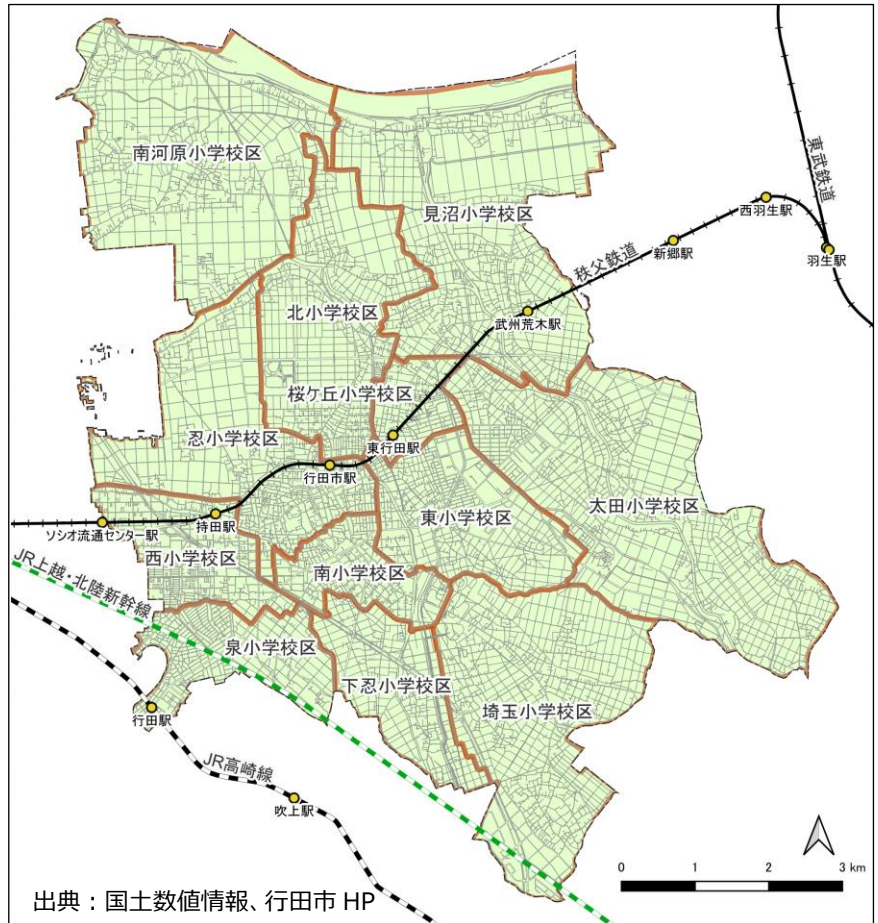 東武鉄道
南河原小学校区
見沼小学校区
西羽生駅
新郷駅
羽生駅
秩父鉄道
北小学校区
武州荒木駅
桜ケ丘小学校区
忍小学校区
東行田駅
行田市駅
太田小学校区
持田駅
東小学校区
ソシオ流通センター駅
西小学校区
JR上越・北陸新幹線
南小学校区
泉小学校区
下忍小学校区
行田駅
埼玉小学校区
JR高崎線
吹上駅
0 1 2 3 km
出典：国土数値情報、行田市 HP